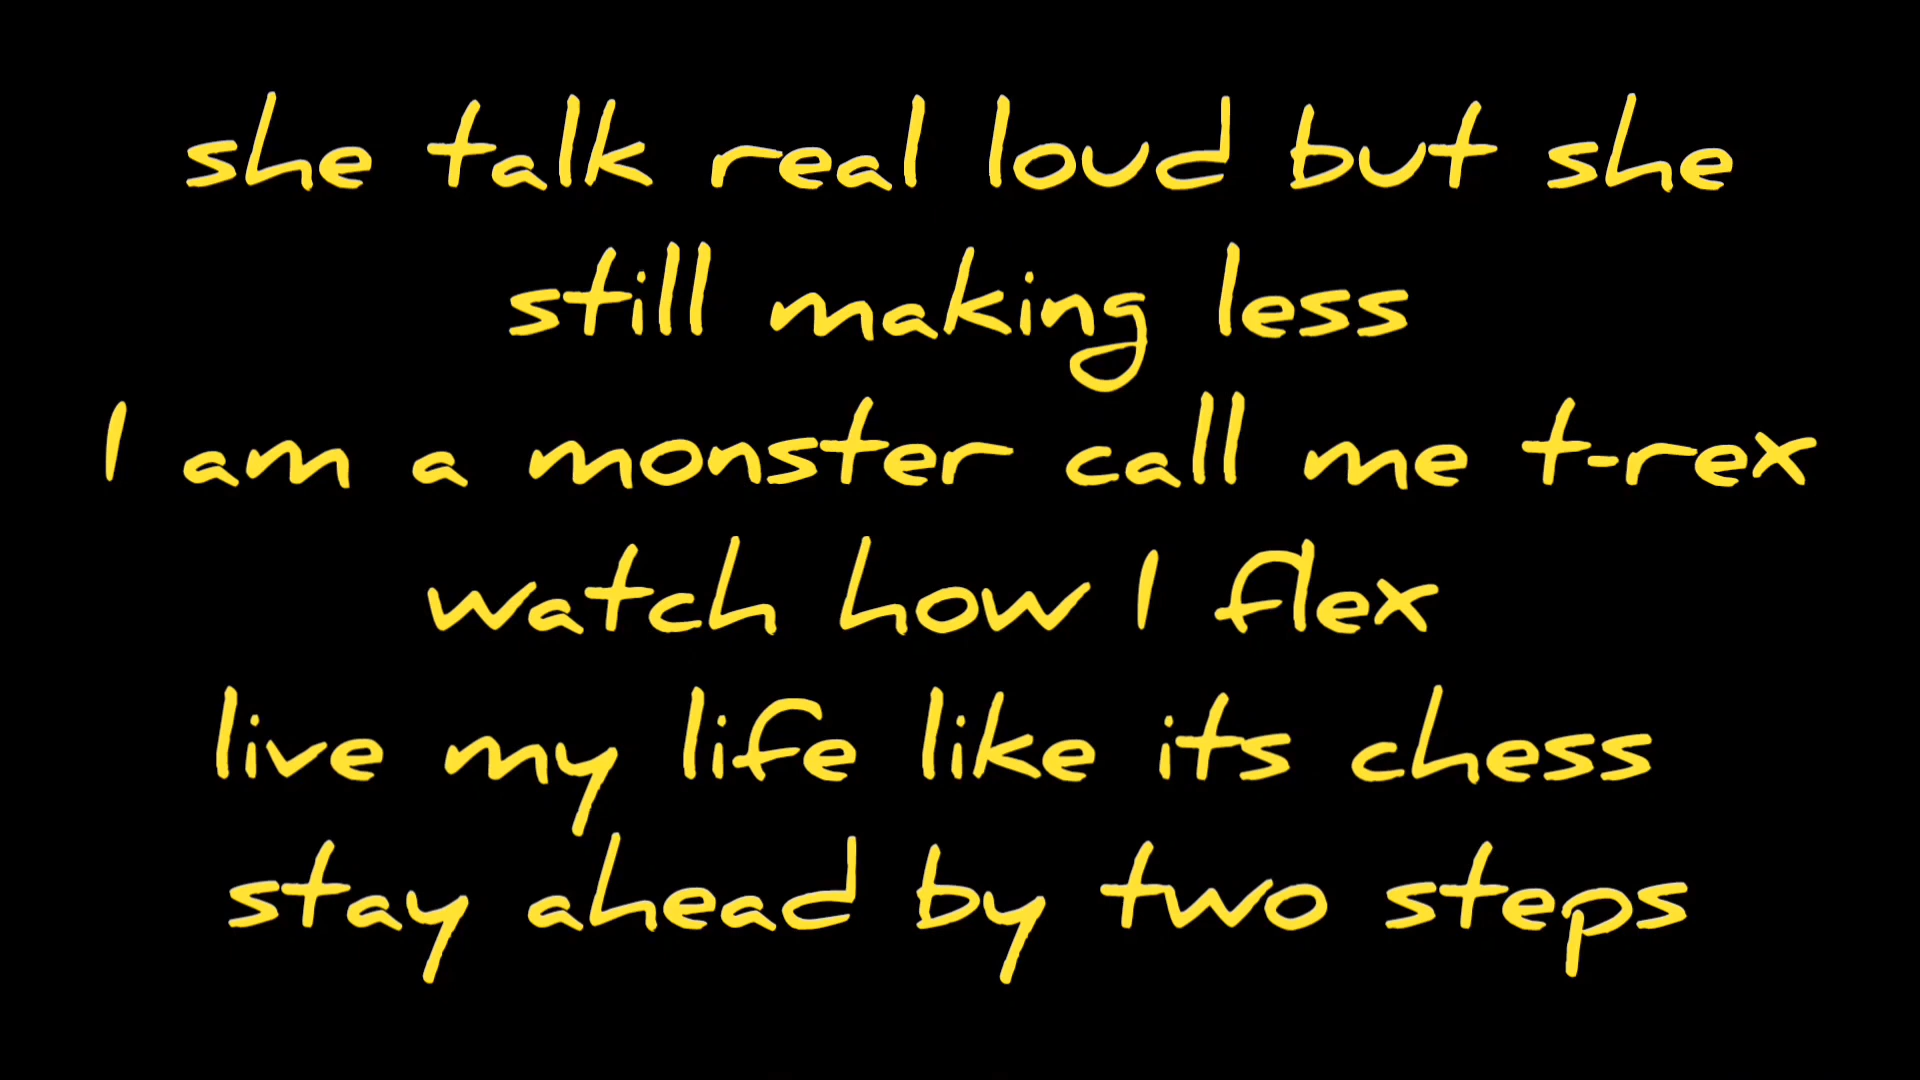 she talk real loud but she
still making less
I am a monster call me t-rex
watch how I flex
live my life like its chess
stay ahead by two steps